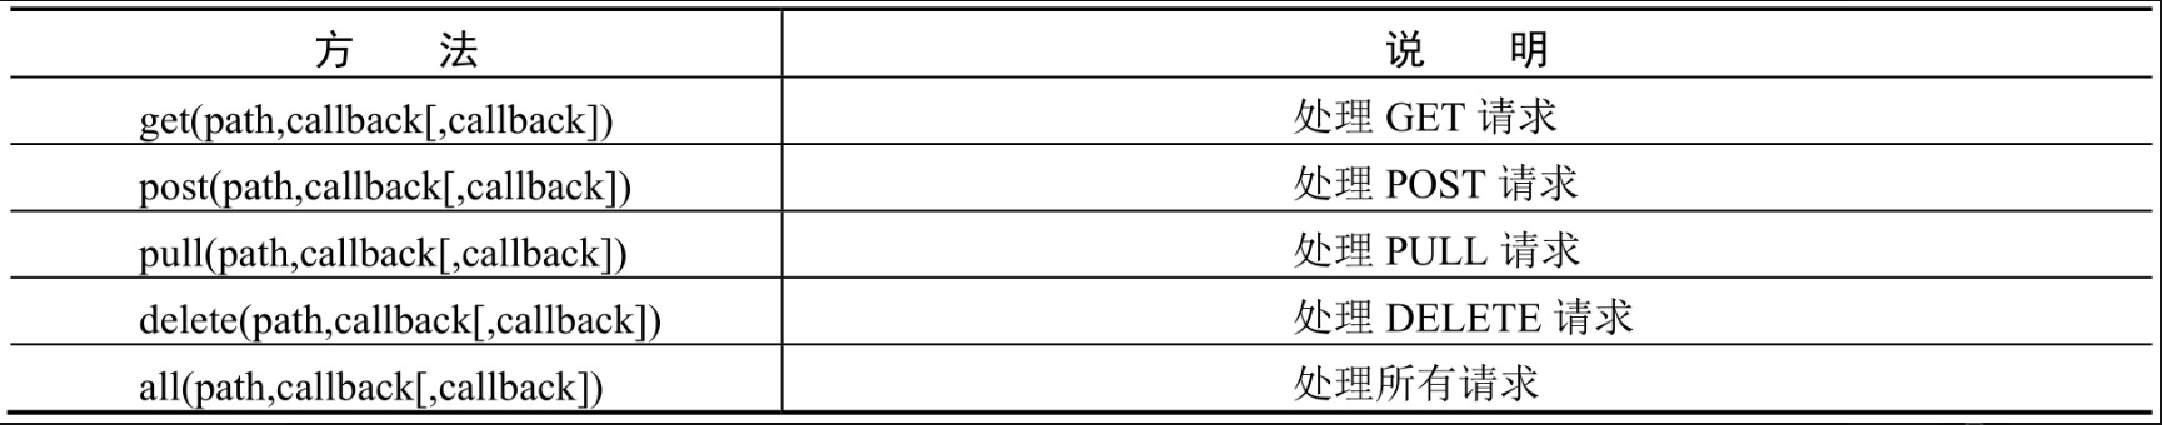 方 法 说 明
get(path,callback[,callback]) 处理 GET 请求
post(path,callback[,callback]) 处理 POST 请求
pull(path,callback[,callback]) 处理 PULL 请求
delete(path,callback[,callback]) 处理 DELETE 请求
all(path,callback[,callback]) 处理所有请求